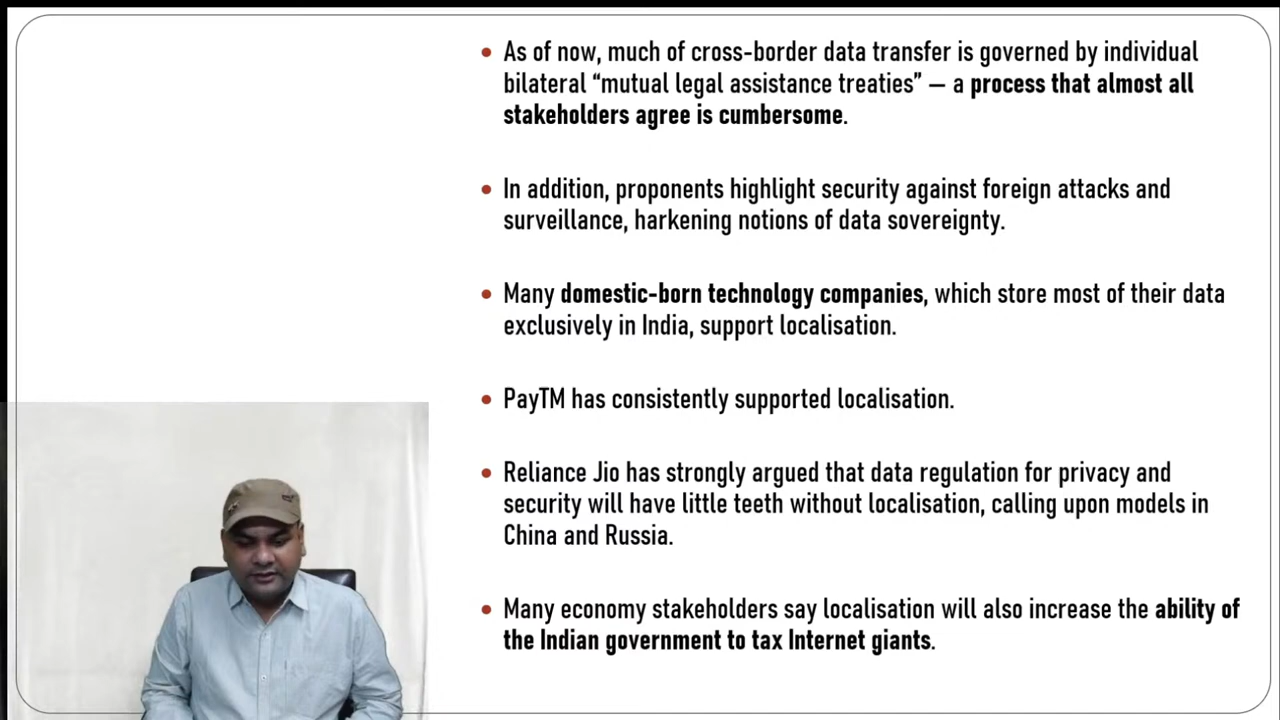 • As of now, much of cross-border data transfer is governed by individual
bilateral “mutual legal assistance treaties” — a process that almost all
stakeholders agree is cumbersome.
• In addition, proponents highlight security against foreign attacks and
surveillance, harkening notions of data sovereignty.
• Many domestic-born technology companies, which store most of their data
exclusively in India, support localisation.
• PayTM has consistently supported localisation.
• Reliance Jio has strongly argued that data regulation for privacy and
security will have little teeth without localisation, calling upon models in
China and Russia.
• Many economy stakeholders say localisation will also increase the ability of
the Indian government to tax Internet giants.